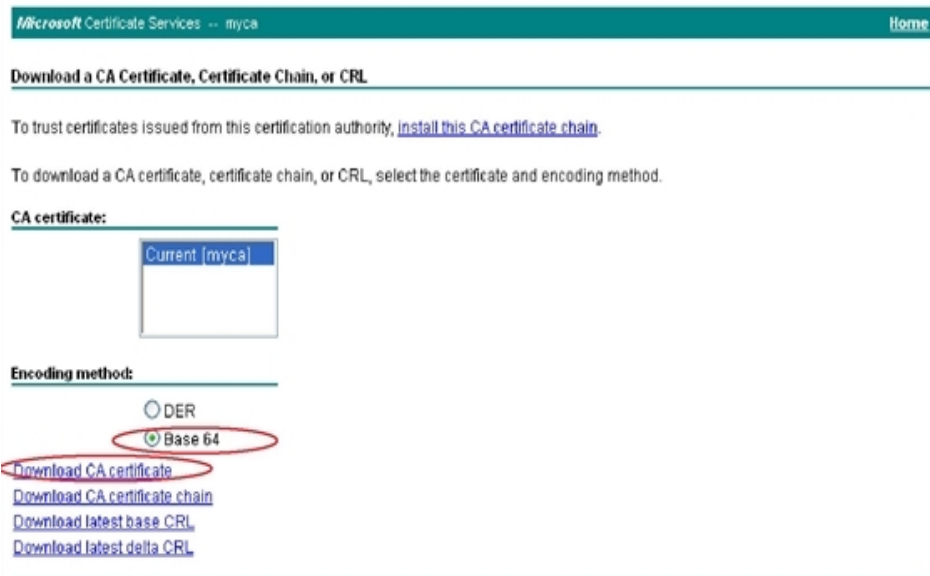 Microsoft Certificate Services -- myca Home
Download a CA Certificate, Certificate Chain, or CRL
To trust certificates issued from this certification authority, install this CA certificate chain.
To download a CA certificate, certificate chain, or CRL, select the certificate and encoding method.
CA certificate:
Current [myca]
Encoding method:
DER
Base 64
Download CA certificate
Download CA certificate chain
Download latest base CRL
Download latest delta CRL